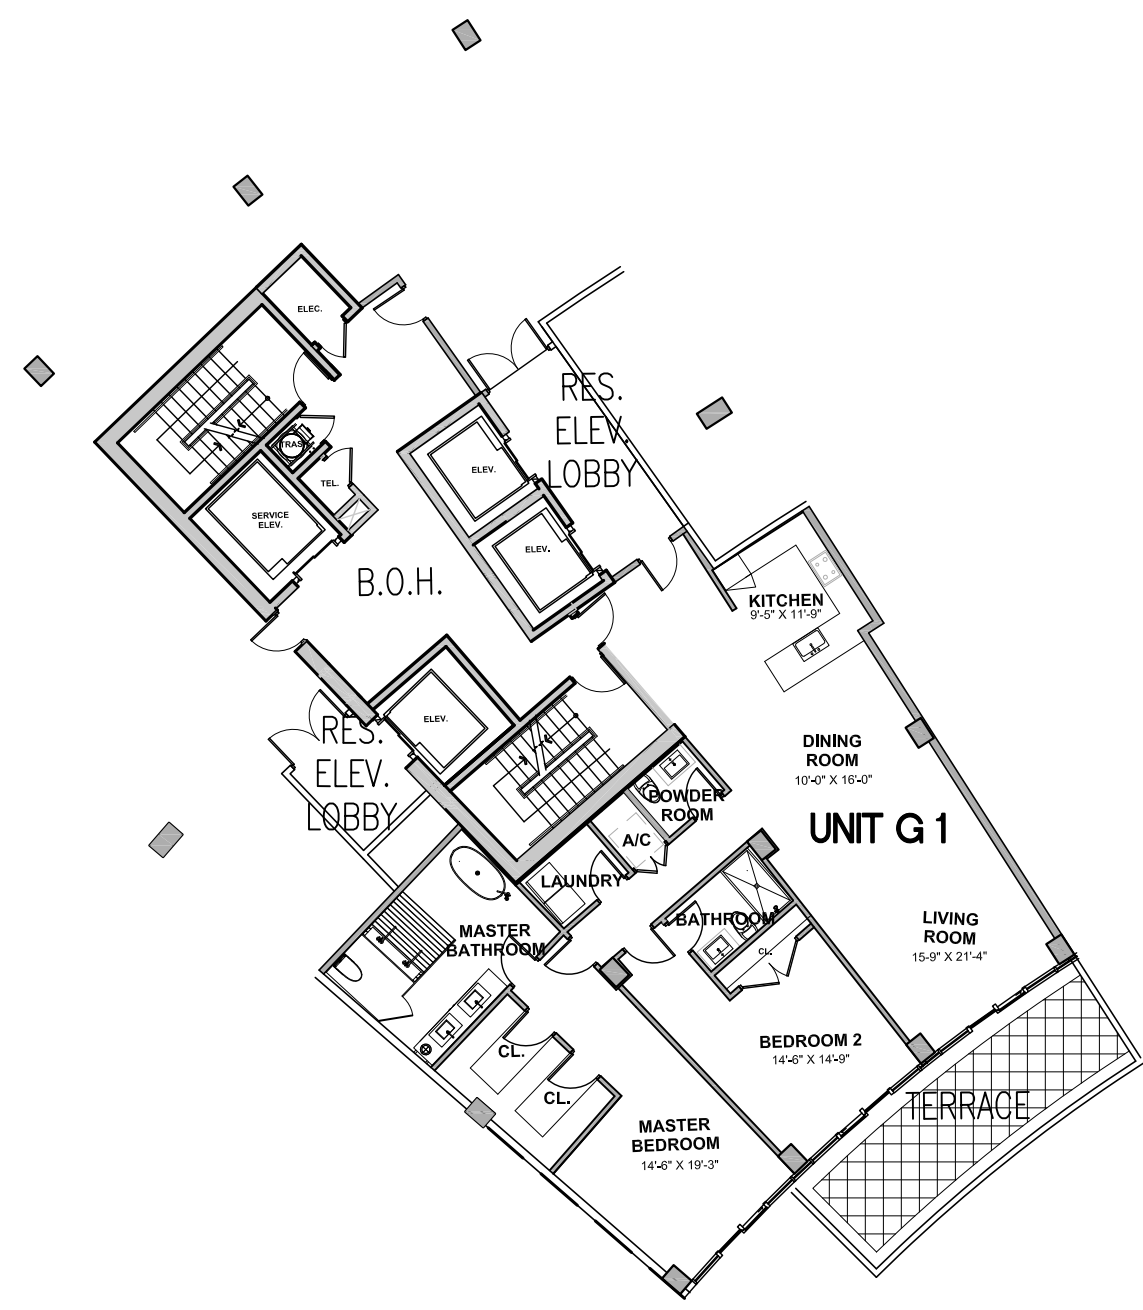 ELEC.
RES.
ELEV.
LOBBY
TRAS
TEL.
ELEV.
SERVICE
ELEV.
ELEV.
B.O.H.
KITCHEN
9'-5" X 11'-9"
ELEV.
RES.
ELEV.
LOBBY
DINING
ROOM
10'-0" X 16'-0"
POWDER
ROOM
UNIT G 1
A/C
LAUNDRY
BATHROOM
MASTER
BATHROOM
LIVING
ROOM
15'-9" X 21'-4"
CL.
BEDROOM 2
14'-6" X 14'-9"
CL.
CL.
TERRACE
MASTER
BEDROOM
14'-6" X 19'-3"